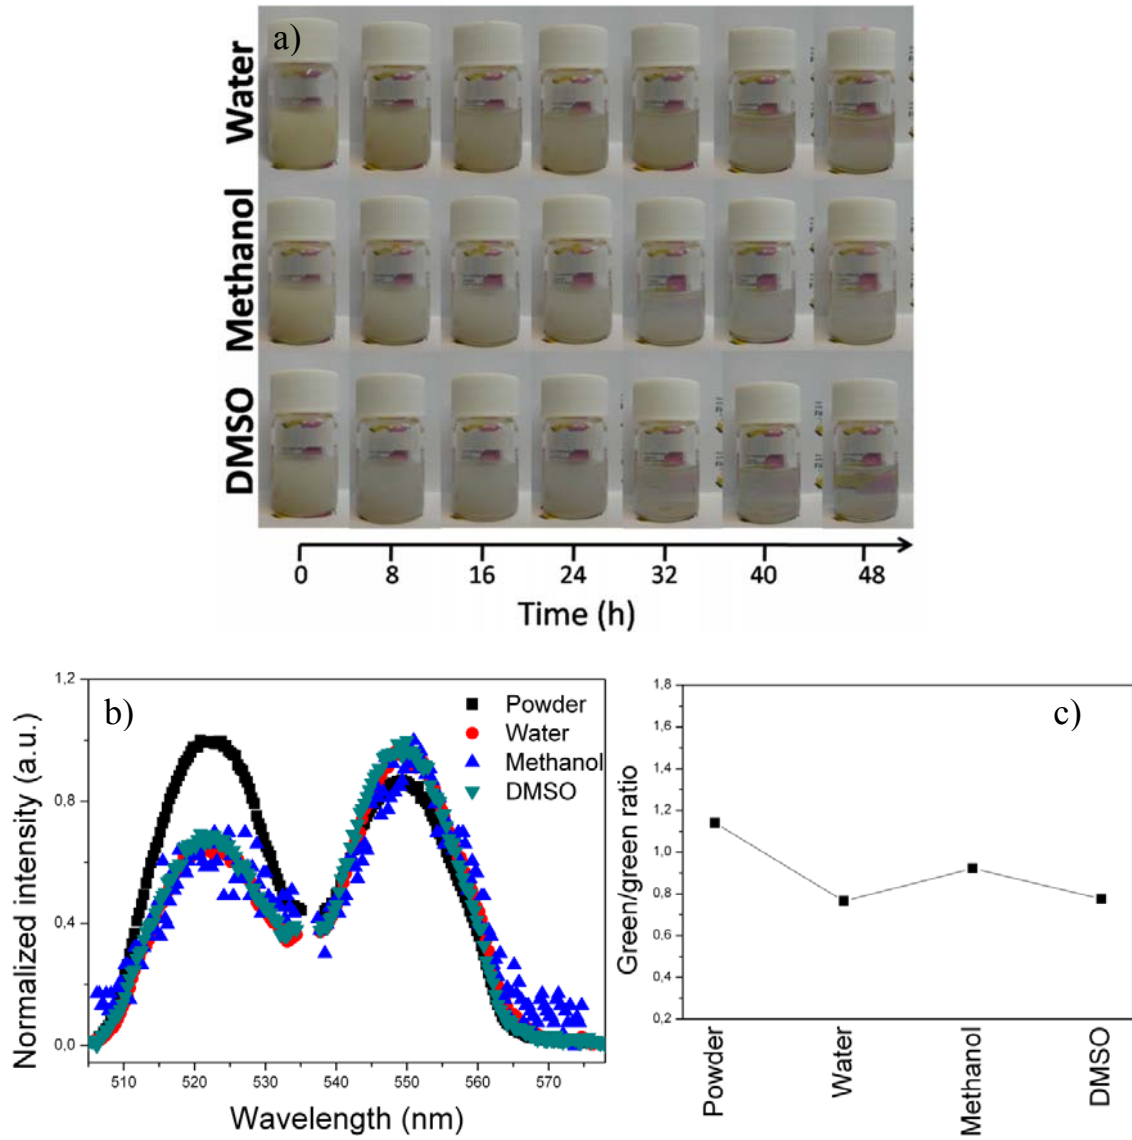 a)
Water
Methanol
DMSO
0 8 16 24 32 40 48
Time (h)
b)
1,2
0,8
0,4
0,0
Normalized intensity (a.u.)
Powder
Water
Methanol
DMSO
510 520 530 540 550 560 570
Wavelength (nm)
c)
1,8
1,6
1,4
1,2
1,0
0,8
0,6
0,4
0,2
Green/green ratio
Powder
Water
Methanol
DMSO